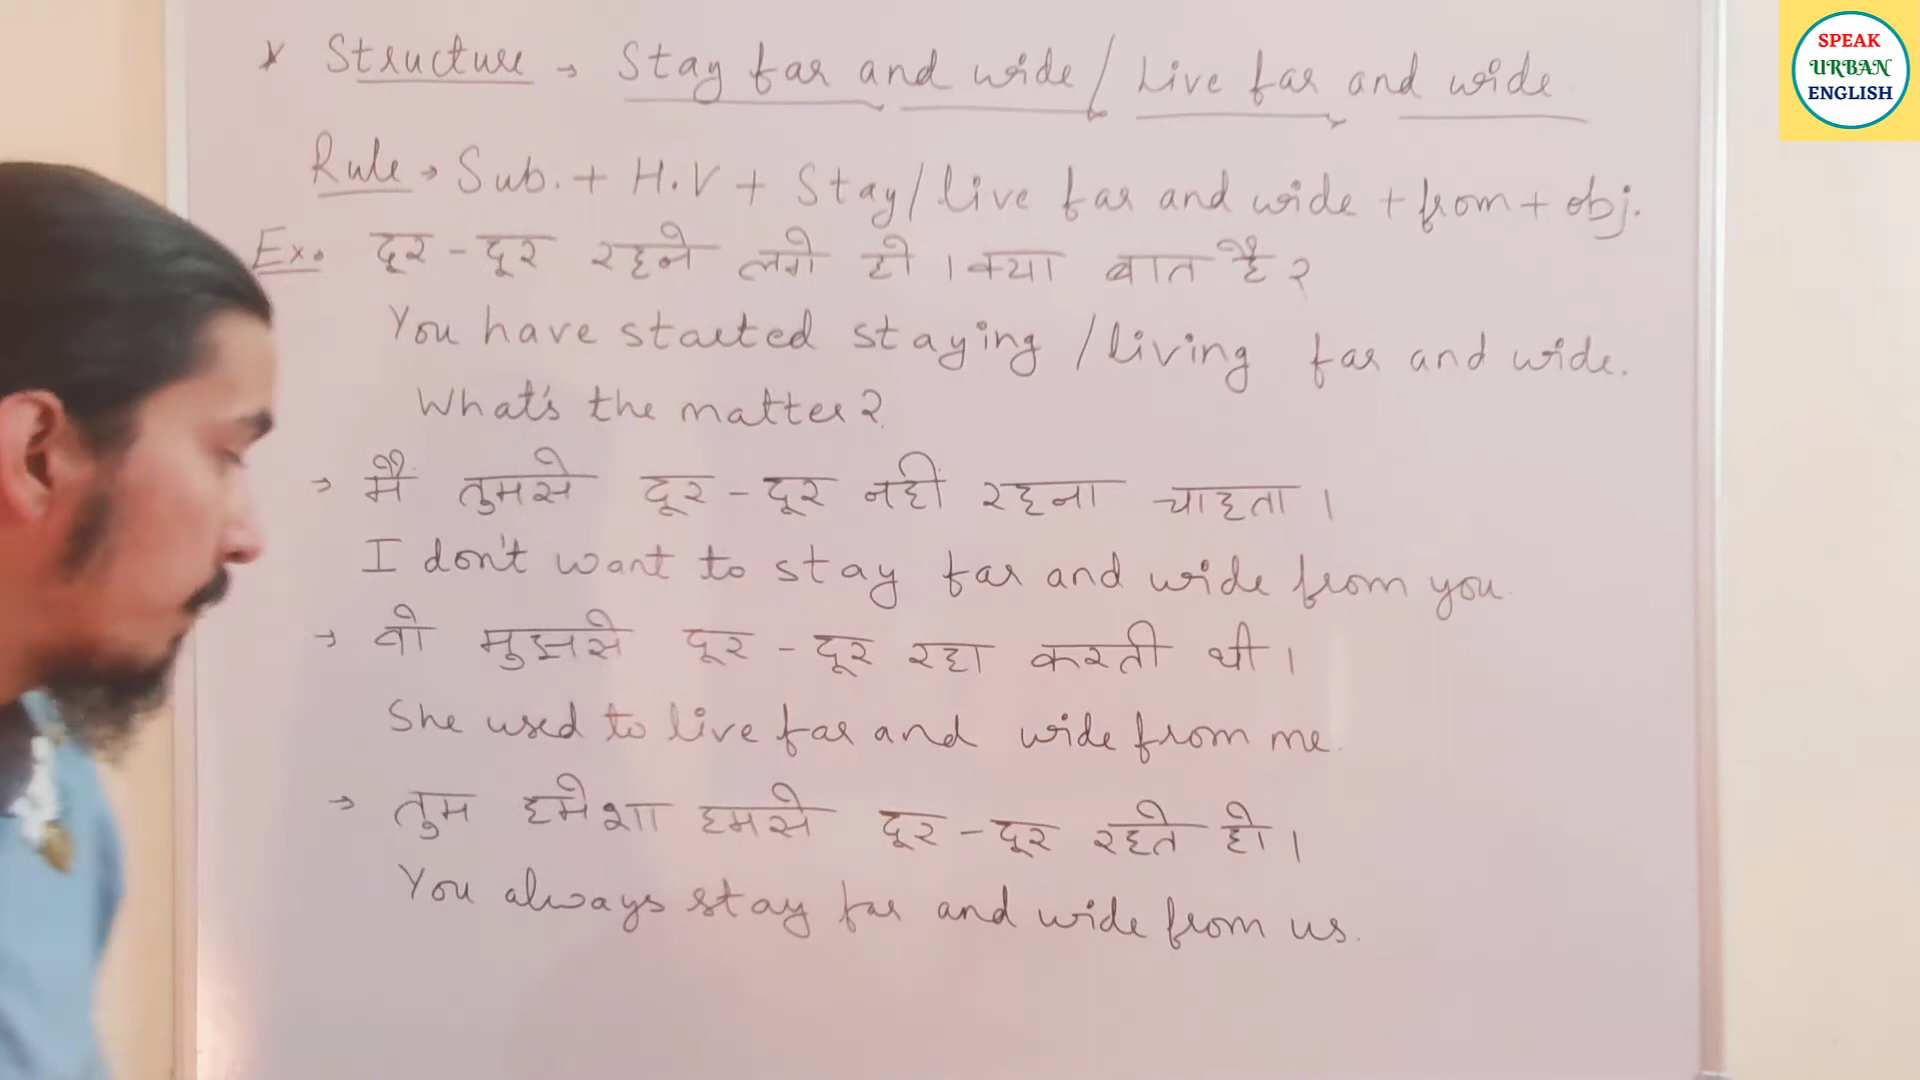 SPEAK
URBAN
ENGLISH
* Structure → Stay far and wide / Live far and wide
Rule → Sub. + H.V + Stay/live far and wide + from + obj.
Ex. दूर - दूर रहने लगे हो । क्या बात है ?
You have started staying / living far and wide.
What's the matter?
→ मैं तुमसे दूर - दूर नहीं रहना चाहता ।
I don't want to stay far and wide from you.
→ वो मुझसे दूर - दूर रहा करती थी ।
She used to live far and wide from me.
→ तुम हमेशा हमसे दूर - दूर रहते हो ।
You always stay far and wide from us.